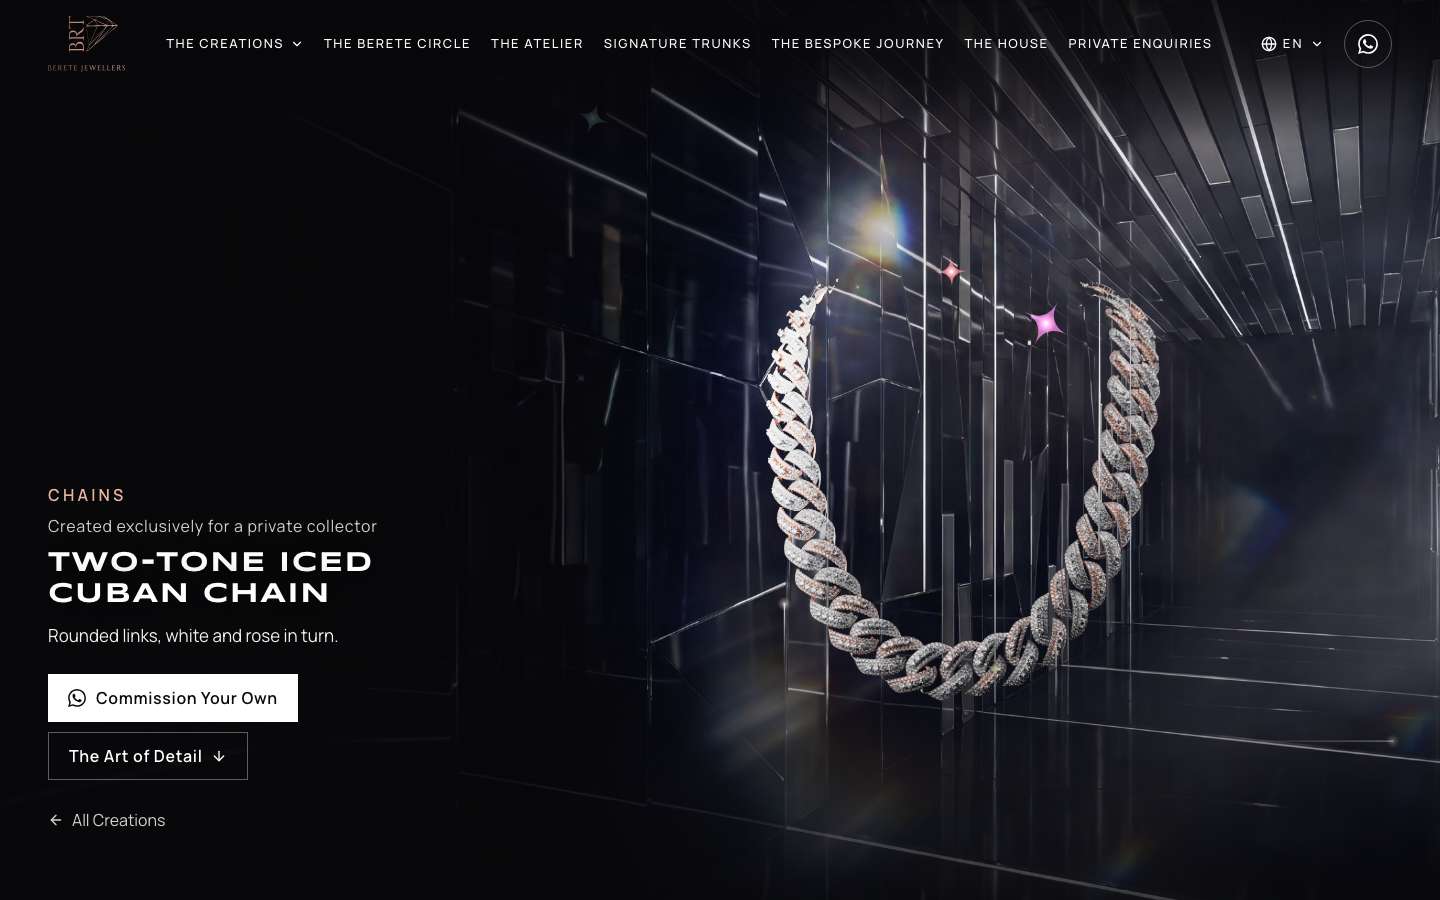 BRT
BERETE JEWELLERS
THE CREATIONS
THE BERETE CIRCLE
THE ATELIER
SIGNATURE TRUNKS
THE BESPOKE JOURNEY
THE HOUSE
PRIVATE ENQUIRIES
EN
CHAINS
Created exclusively for a private collector
TWO-TONE ICED
CUBAN CHAIN
Rounded links, white and rose in turn.
Commission Your Own
The Art of Detail
All Creations